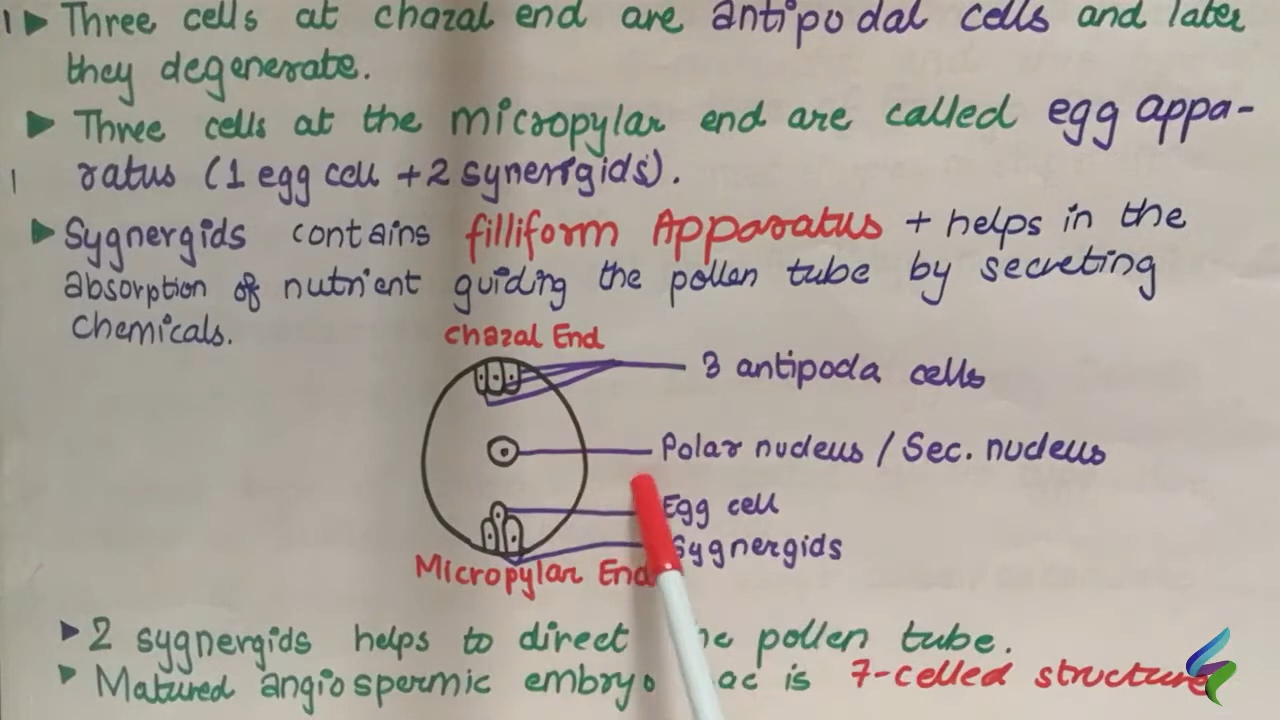 ▶ Three cells at chazal end are antipodal cells and later
they degenerate.
▶ Three cells at the micropylar end are called egg appa-
ratus (1 egg cell + 2 synergids).
▶ Sygnergids contains filliform Apparatus + helps in the
absorption of nutrient guiding the pollen tube by secreting
chemicals.
Chazal End
3 antipoda cells
Polar nucleus / Sec. nucleus
Egg cell
Sygnergids
Micropylar End
▶ 2 sygnergids helps to direct the pollen tube.
▶ Matured angiospermic embryo sac is 7-celled structure